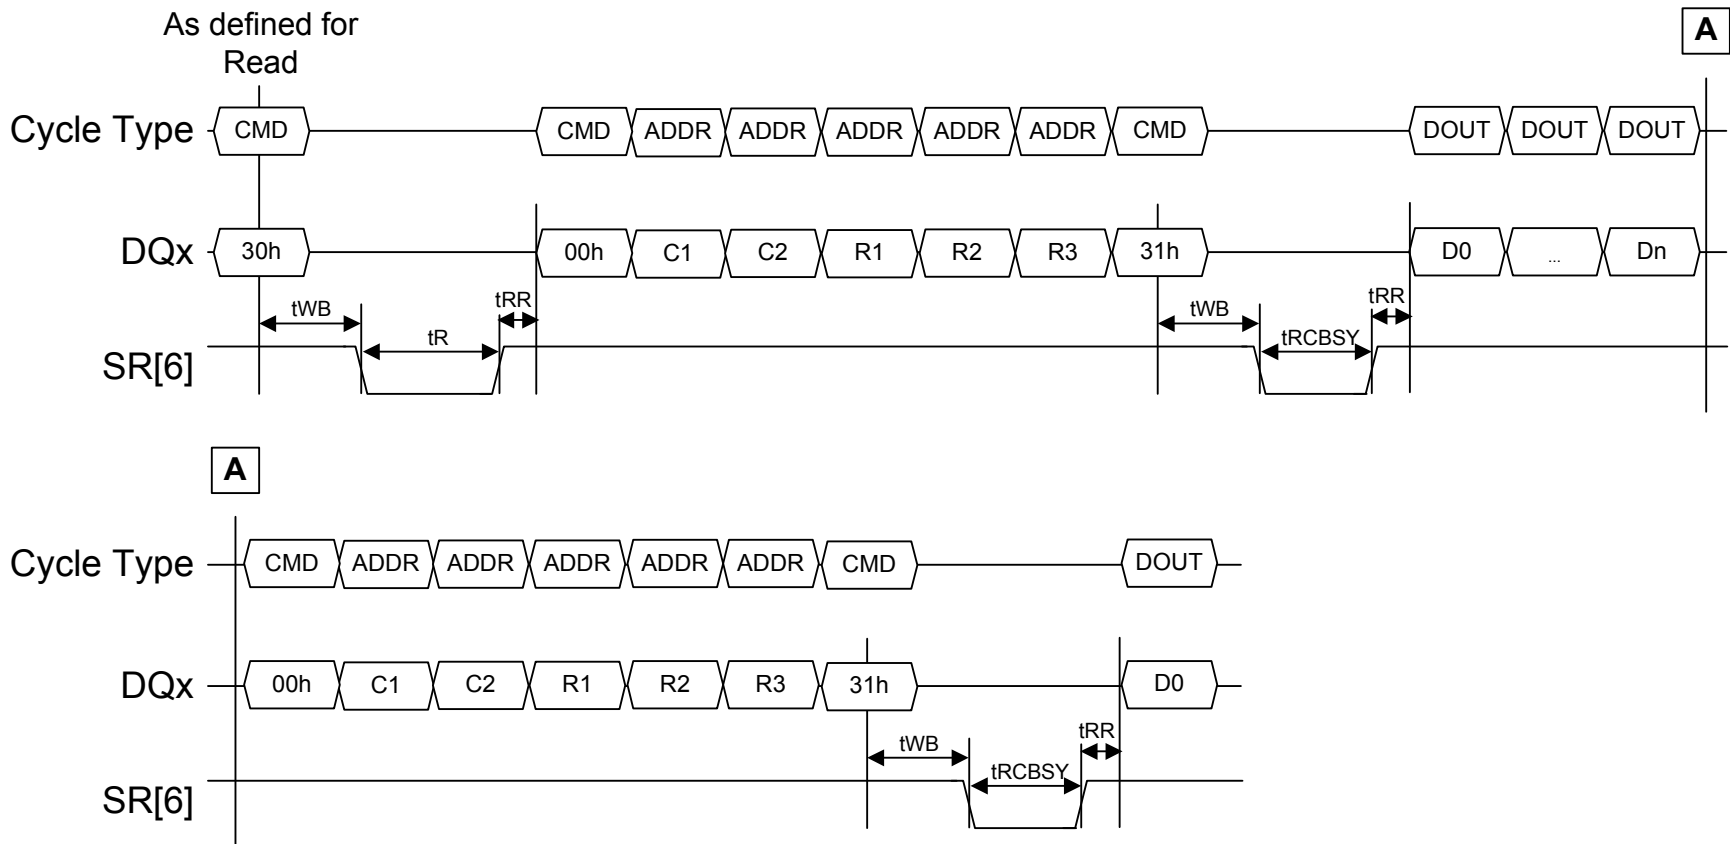 As defined for
Read
A
Cycle Type CMD CMD ADDR ADDR ADDR ADDR ADDR CMD DOUT DOUT DOUT
DQx 30h 00h C1 C2 R1 R2 R3 31h D0 ... Dn
tWB tRR tWB tRR
tR tRCBSY
SR[6]
A
Cycle Type CMD ADDR ADDR ADDR ADDR ADDR CMD DOUT
DQx 00h C1 C2 R1 R2 R3 31h D0
tWB tRR
tRCBSY
SR[6]